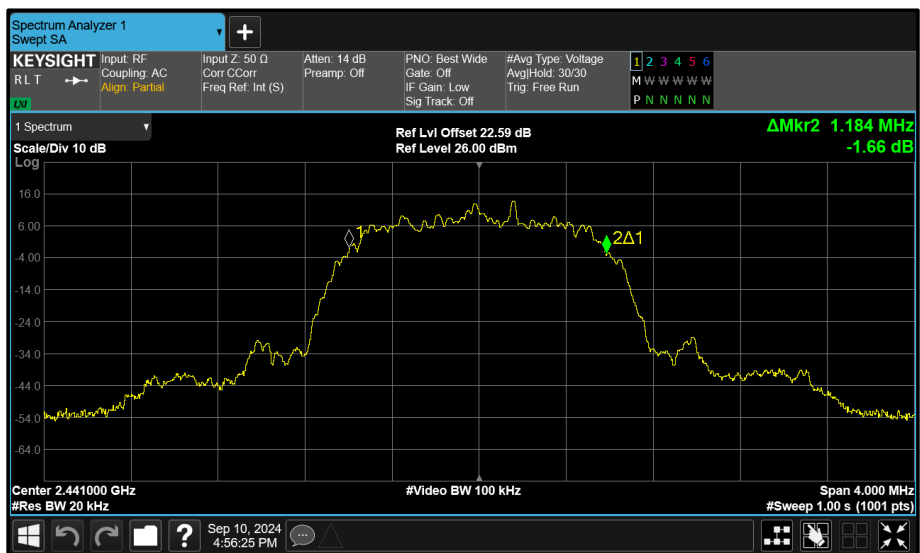 Spectrum Analyzer 1
Swept SA
+
KEYSIGHT
R L T
LXI
Input: RF
Coupling: AC
Align: Partial
Input Z: 50 Ω
Corr CCorr
Freq Ref: Int (S)
Atten: 14 dB
Preamp: Off
PNO: Best Wide
Gate: Off
IF Gain: Low
Sig Track: Off
#Avg Type: Voltage
Avg|Hold: 30/30
Trig: Free Run
1 2 3 4 5 6
M W W W W W
P N N N N N
1 Spectrum
Scale/Div 10 dB
Log
Ref Lvl Offset 22.59 dB
Ref Level 26.00 dBm
ΔMkr2 1.184 MHz
-1.66 dB
16.0
6.00
-4.00
-14.0
-24.0
-34.0
-44.0
-54.0
-64.0
1
2Δ1
Center 2.441000 GHz
#Res BW 20 kHz
#Video BW 100 kHz
Span 4.000 MHz
#Sweep 1.00 s (1001 pts)
?
Sep 10, 2024
4:56:25 PM